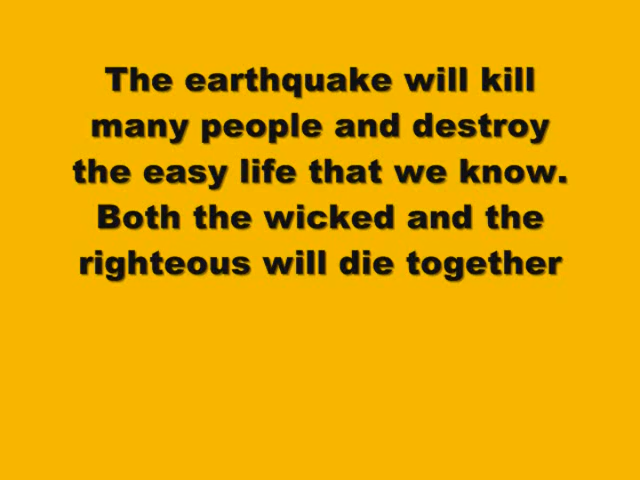 The earthquake will kill
many people and destroy
the easy life that we know.
Both the wicked and the
righteous will die together